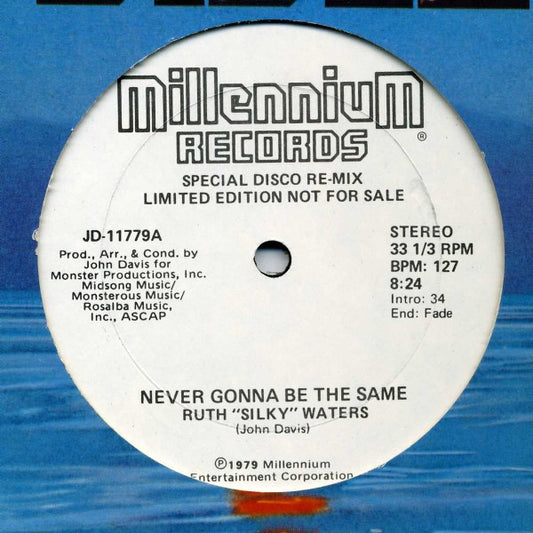 Millennium
RECORDS
®
SPECIAL DISCO RE-MIX
LIMITED EDITION NOT FOR SALE
JD-11779A
Prod., Arr., & Cond. by
John Davis for
Monster Productions, Inc.
Midsong Music/
Monsterous Music/
Rosalba Music,
Inc., ASCAP
STEREO
33 1/3 RPM
BPM: 127
8:24
Intro: 34
End: Fade
NEVER GONNA BE THE SAME
RUTH "SILKY" WATERS
(John Davis)
℗ 1979 Millennium
Entertainment Corporation